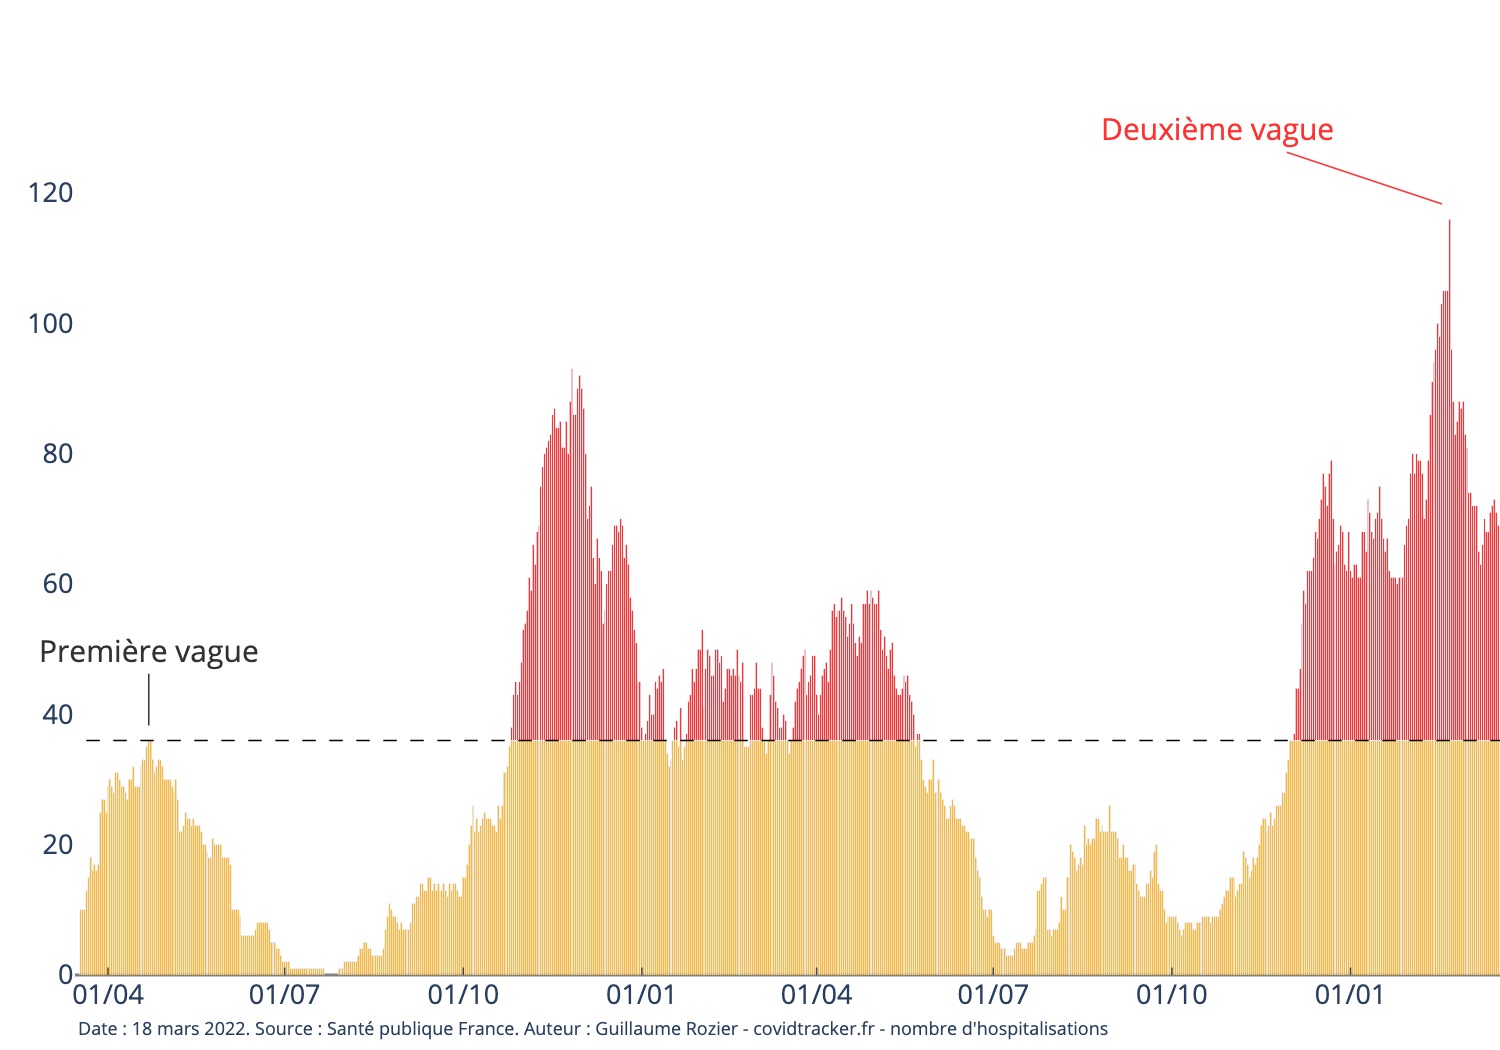 Deuxième vague
120
100
80
60
Première vague
40
20
0
01/04 01/07 01/10 01/01 01/04 01/07 01/10 01/01
Date : 18 mars 2022. Source : Santé publique France. Auteur : Guillaume Rozier - covidtracker.fr - nombre d'hospitalisations